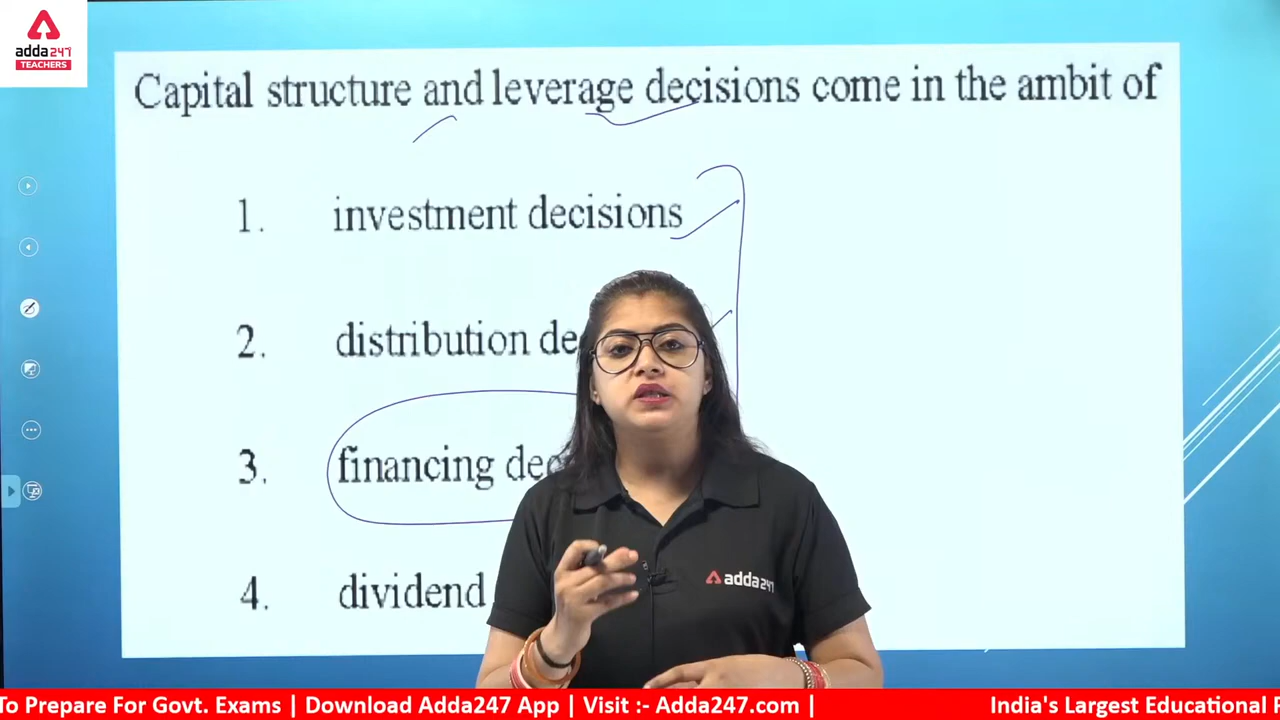 adda247
TEACHERS
Capital structure and leverage decisions come in the ambit of
1. investment decisions
2. distribution de
3. financing dec
4. dividend
adda247
To Prepare For Govt. Exams | Download Adda247 App | Visit :- Adda247.com | India's Largest Educational